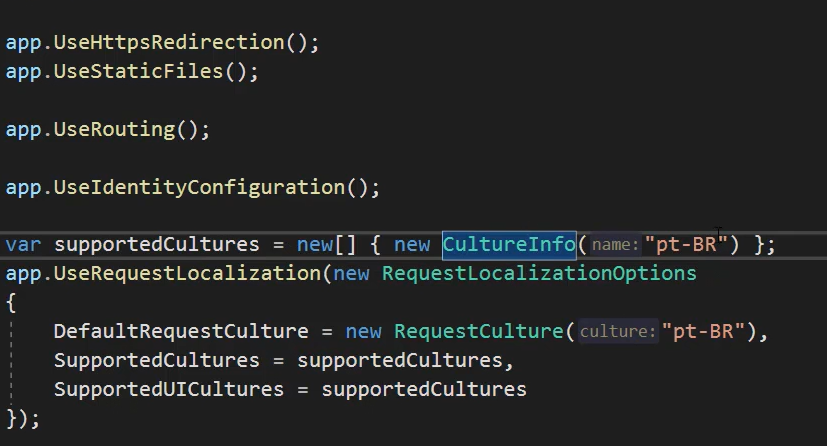 app.UseHttpsRedirection();
app.UseStaticFiles();
app.UseRouting();
app.UseIdentityConfiguration();
var supportedCultures = new[] { new CultureInfo(name:"pt-BR") };
app.UseRequestLocalization(new RequestLocalizationOptions
{
DefaultRequestCulture = new RequestCulture(culture:"pt-BR"),
SupportedCultures = supportedCultures,
SupportedUICultures = supportedCultures
});